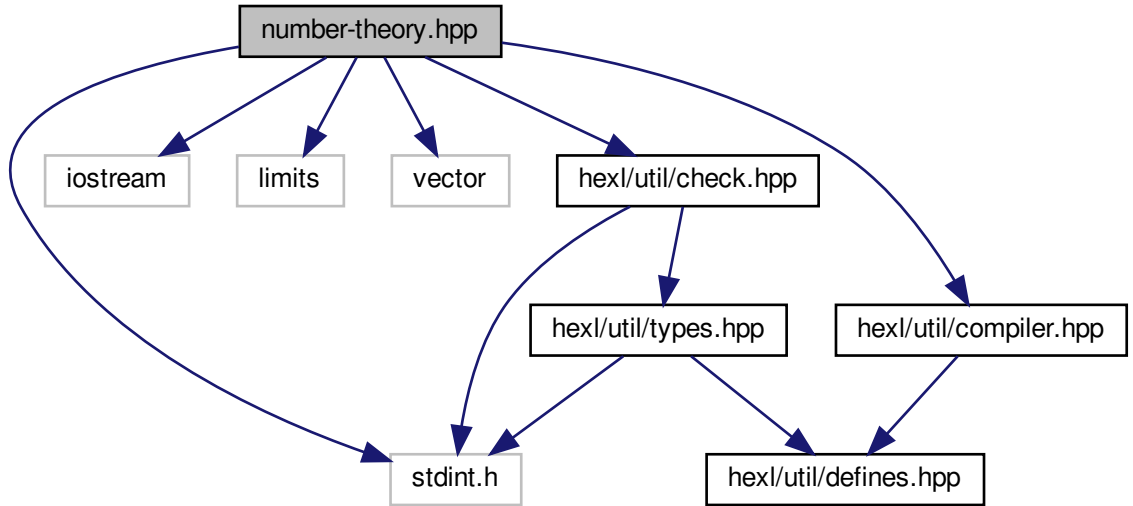 number-theory.hpp
iostream
limits
vector
hexl/util/check.hpp
hexl/util/types.hpp
hexl/util/compiler.hpp
stdint.h
hexl/util/defines.hpp